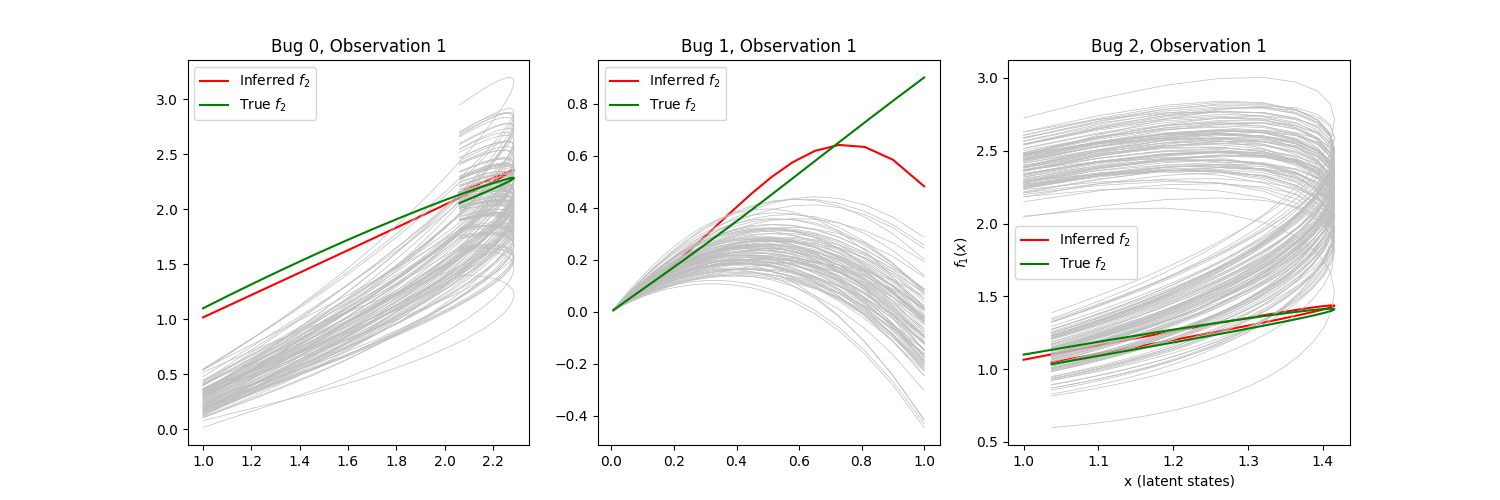 Bug 0, Observation 1
Inferred f₂
True f₂
3.0
2.5
2.0
1.5
1.0
0.5
0.0
1.0 1.2 1.4 1.6 1.8 2.0 2.2
Bug 1, Observation 1
Inferred f₂
True f₂
0.8
0.6
0.4
0.2
0.0
−0.2
−0.4
0.0 0.2 0.4 0.6 0.8 1.0
Bug 2, Observation 1
f₁(x)
3.0
2.5
2.0
1.5
1.0
0.5
Inferred f₂
True f₂
1.0 1.1 1.2 1.3 1.4
x (latent states)